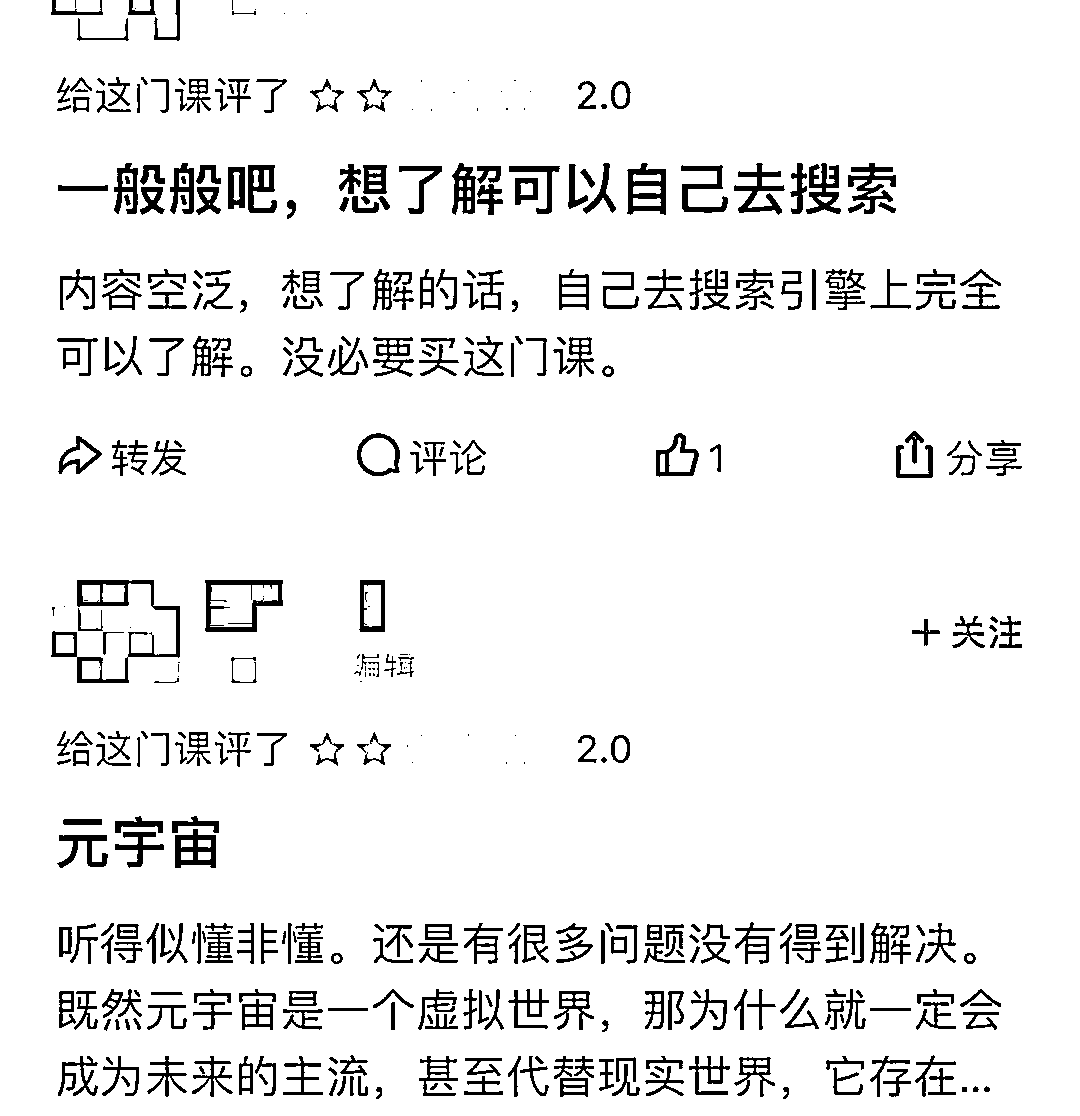 给这门课评了 2.0
一般般吧，想了解可以自己去搜索
内容空泛，想了解的话，自己去搜索引擎上完全
可以了解。没必要买这门课。
转发 评论 1 分享
+ 关注
编辑
给这门课评了 2.0
元宇宙
听得似懂非懂。还是有很多问题没有得到解决。
既然元宇宙是一个虚拟世界，那为什么就一定会
成为未来的主流，甚至代替现实世界，它存在...